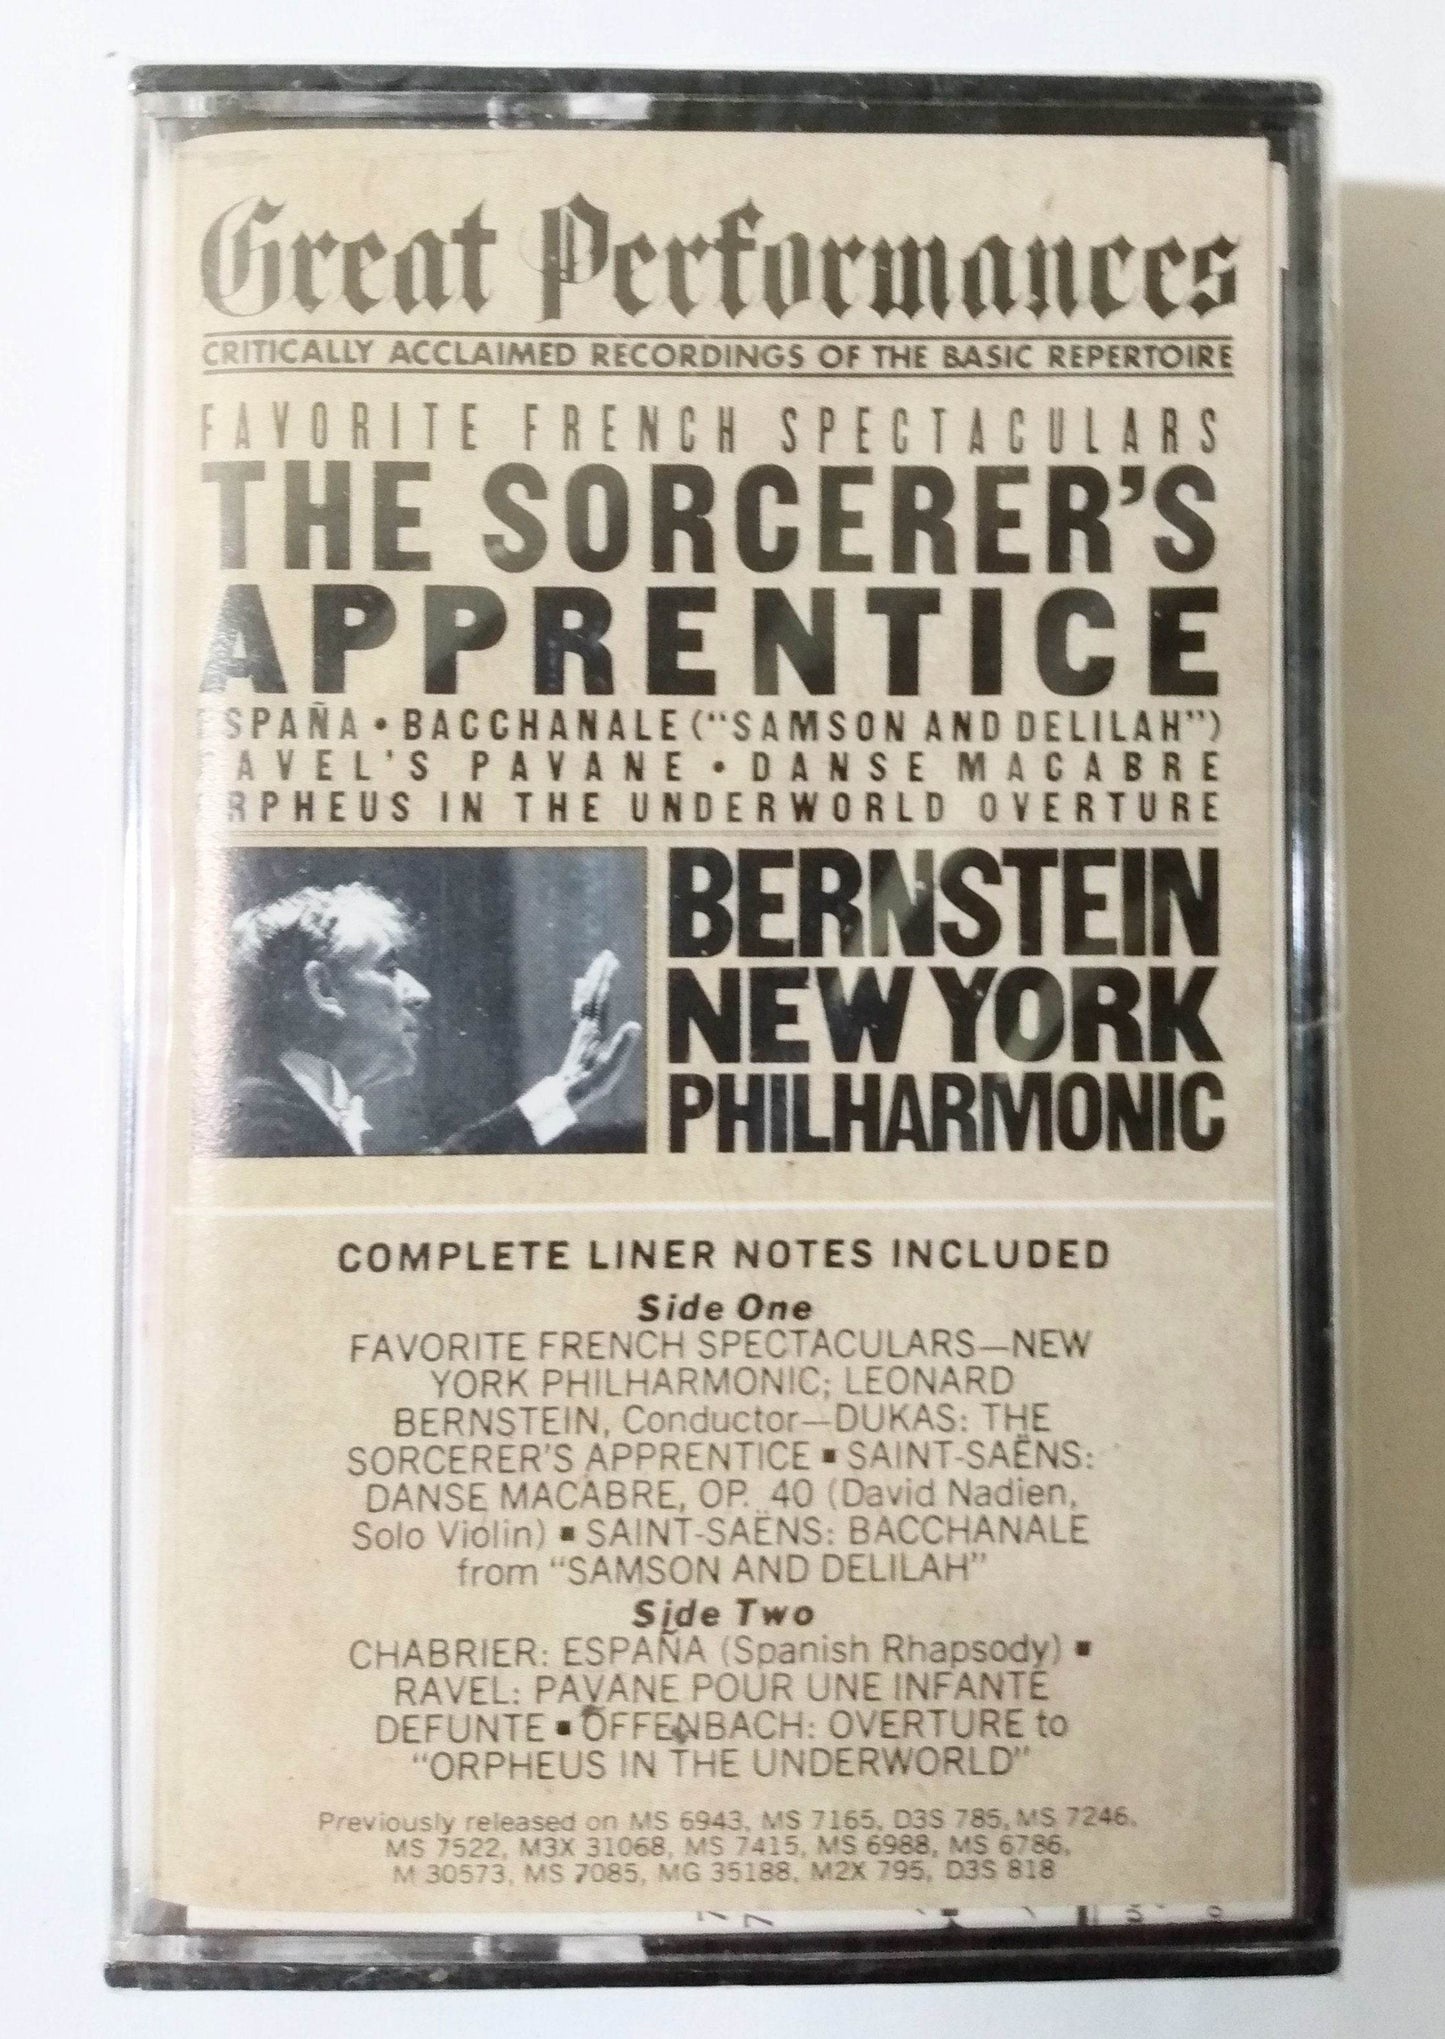 Great Performances
CRITICALLY ACCLAIMED RECORDINGS OF THE BASIC REPERTOIRE
FAVORITE FRENCH SPECTACULARS
THE SORCERER'S
APPRENTICE
ESPAÑA • BACCHANALE ("SAMSON AND DELILAH")
RAVEL'S PAVANE • DANSE MACABRE
ORPHEUS IN THE UNDERWORLD OVERTURE
BERNSTEIN
NEW YORK
PHILHARMONIC
COMPLETE LINER NOTES INCLUDED
Side One
FAVORITE FRENCH SPECTACULARS—NEW
YORK PHILHARMONIC; LEONARD
BERNSTEIN, Conductor—DUKAS: THE
SORCERER'S APPRENTICE ▪ SAINT-SAËNS:
DANSE MACABRE, OP. 40 (David Nadien,
Solo Violin) ▪ SAINT-SAËNS: BACCHANALE
from "SAMSON AND DELILAH"
Side Two
CHABRIER: ESPAÑA (Spanish Rhapsody) ▪
RAVEL: PAVANE POUR UNE INFANTE
DEFUNTE ▪ OFFENBACH: OVERTURE to
"ORPHEUS IN THE UNDERWORLD"
Previously released on MS 6943, MS 7165, D3S 785, MS 7246,
MS 7522, M3X 31068, MS 7415, MS 6988, MS 6786,
M 30573, MS 7085, MG 35188, M2X 795, D3S 818